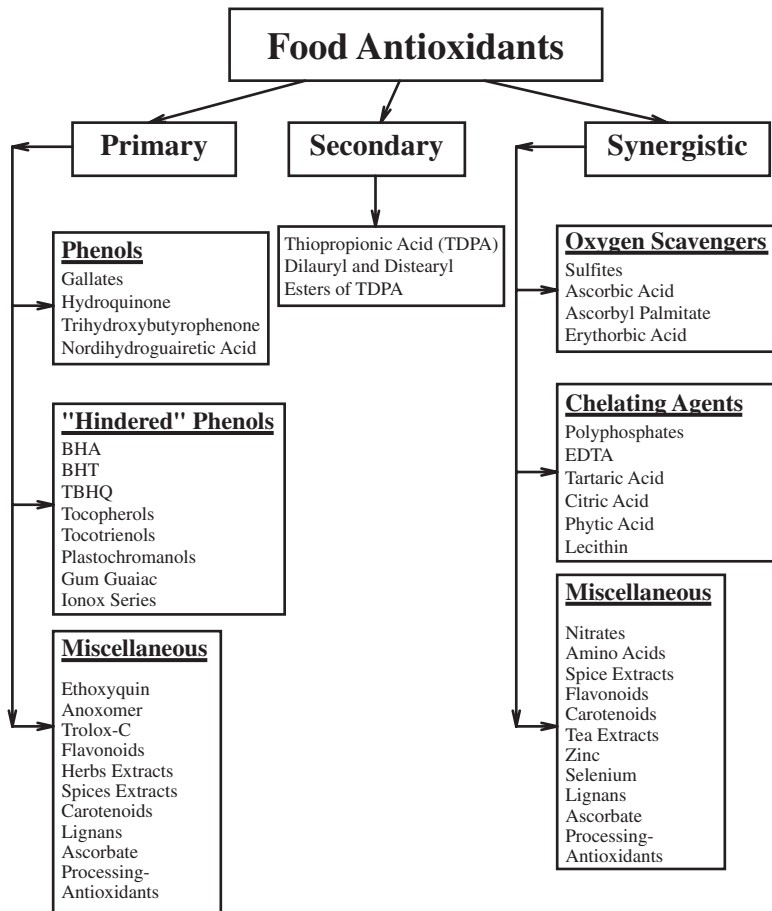 Food Antioxidants
Primary
Secondary
Synergistic
Phenols
Gallates
Hydroquinone
Trihydroxybutyrophenone
Nordihydroguairetic Acid
"Hindered" Phenols
BHA
BHT
TBHQ
Tocopherols
Tocotrienols
Plastochromanols
Gum Guaiac
Ionox Series
Miscellaneous
Ethoxyquin
Anoxomer
Trolox-C
Flavonoids
Herbs Extracts
Spices Extracts
Carotenoids
Lignans
Ascorbate
Processing-
Antioxidants
Thiopropionic Acid (TDPA)
Dilauryl and Distearyl
Esters of TDPA
Oxygen Scavengers
Sulfites
Ascorbic Acid
Ascorbyl Palmitate
Erythorbic Acid
Chelating Agents
Polyphosphates
EDTA
Tartaric Acid
Citric Acid
Phytic Acid
Lecithin
Miscellaneous
Nitrates
Amino Acids
Spice Extracts
Flavonoids
Carotenoids
Tea Extracts
Zinc
Selenium
Lignans
Ascorbate
Processing-
Antioxidants